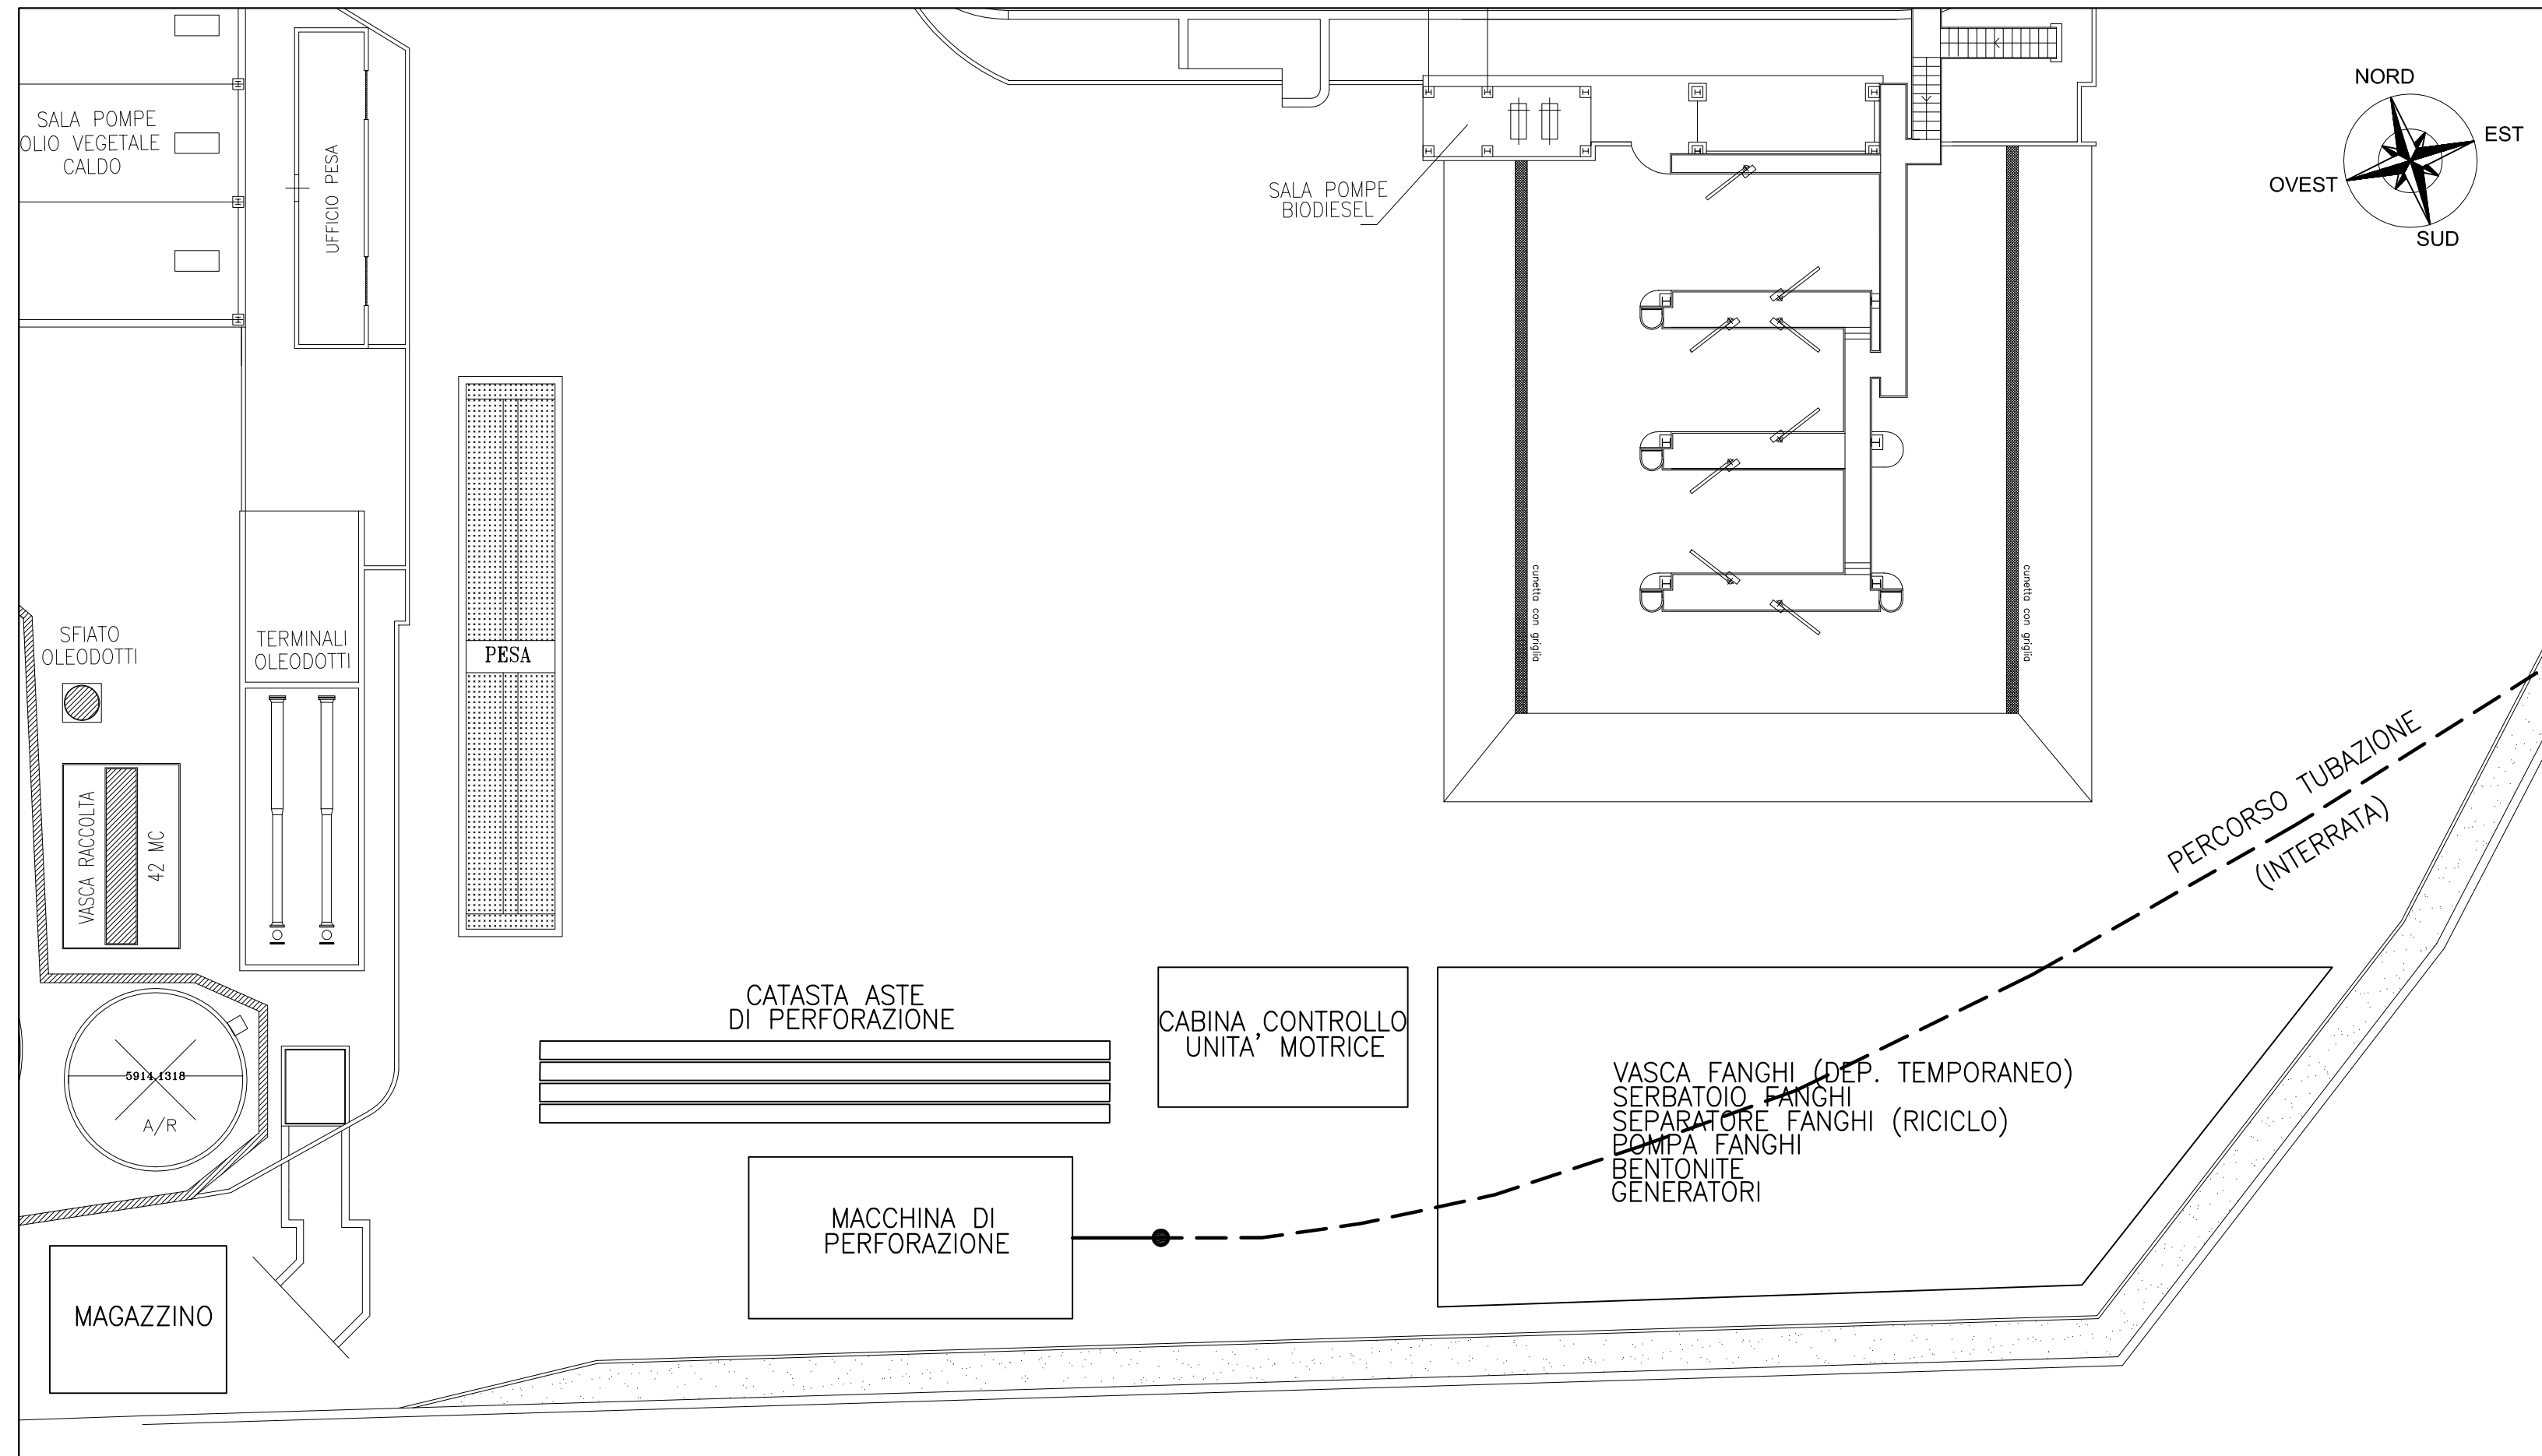 NORD
EST
OVEST
SUD
SALA POMPE
OLIO VEGETALE
CALDO
UFFICIO PESA
SALA POMPE
BIODIESEL
cunetta con griglia
cunetta con griglia
SFIATO
OLEODOTTI
TERMINALI
OLEODOTTI
PESA
VASCA RACCOLTA
42 MC
PERCORSO TUBAZIONE
(INTERRATA)
CATASTA ASTE
DI PERFORAZIONE
CABINA CONTROLLO
UNITA' MOTRICE
5914.1318
A/R
VASCA FANGHI (DEP. TEMPORANEO)
SERBATOIO FANGHI
SEPARATORE FANGHI (RICICLO)
POMPA FANGHI
BENTONITE
GENERATORI
MACCHINA DI
PERFORAZIONE
MAGAZZINO